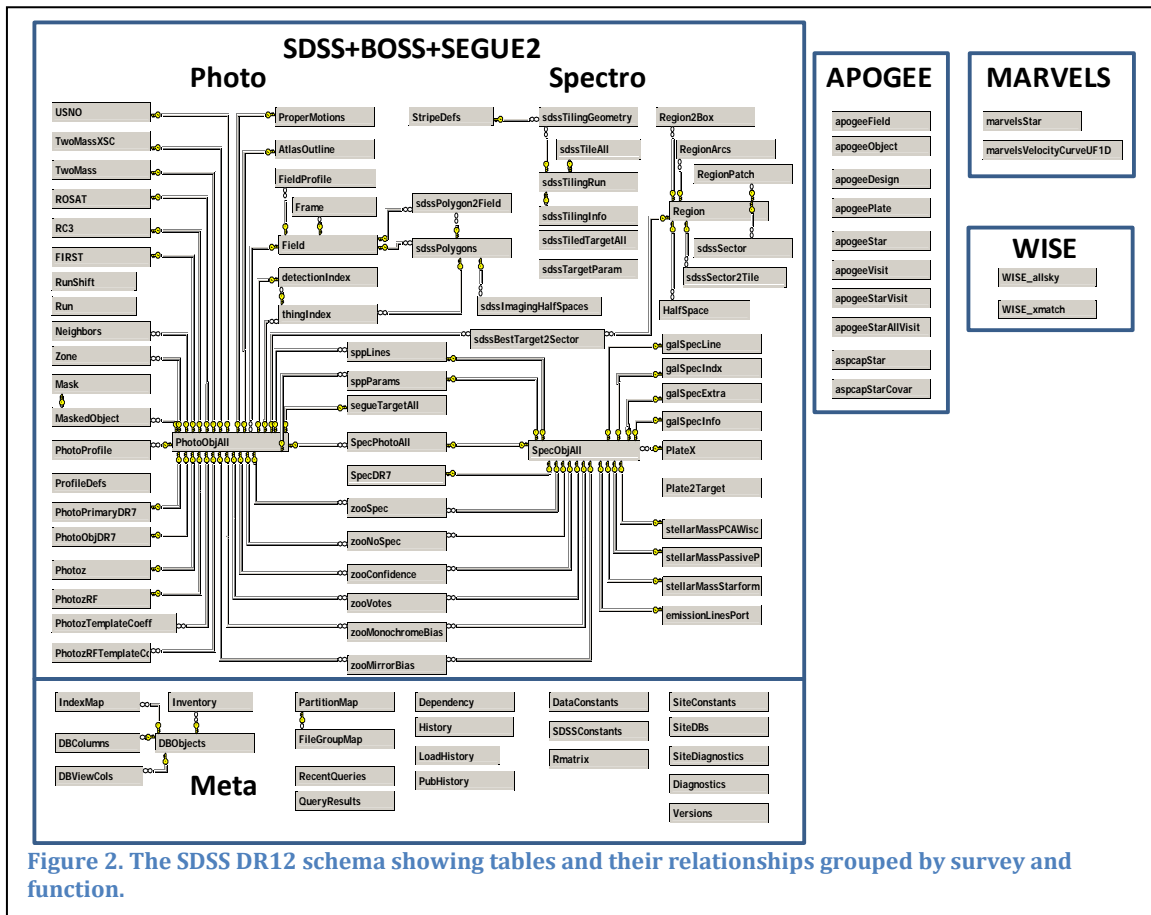 SDSS+BOSS+SEGUE2
Photo
Spectro
USNO
TwoMassXSC
TwoMass
ROSAT
RC3
FIRST
RunShift
Run
Neighbors
Zone
Mask
MaskedObject
PhotoProfile
ProfileDefs
PhotoPrimaryDR7
PhotoObjDR7
Photoz
PhotozRF
PhotozTemplateCoeff
PhotozRFTemplateCo
ProperMotions
AtlasOutline
FieldProfile
Frame
Field
detectionIndex
thingIndex
PhotoObjAll
StripeDefs
sdssPolygon2Field
sdssPolygons
sdssImagingHalfSpaces
sdssBestTarget2Sector
sppLines
sppParams
segueTargetAll
SpecPhotoAll
SpecDR7
zooSpec
zooNoSpec
zooConfidence
zooVotes
zooMonochromeBias
zooMirrorBias
sdssTilingGeometry
sdssTileAll
sdssTilingRun
sdssTilingInfo
sdssTiledTargetAll
sdssTargetParam
SpecObjAll
Region2Box
RegionArcs
RegionPatch
Region
sdssSector
sdssSector2Tile
HalfSpace
galSpecLine
galSpecIndx
galSpecExtra
galSpecInfo
PlateX
Plate2Target
stellarMassPCAWisc
stellarMassPassiveP
stellarMassStarform
emissionLinesPort
APOGEE
apogeeField
apogeeObject
apogeeDesign
apogeePlate
apogeeStar
apogeeVisit
apogeeStarVisit
apogeeStarAllVisit
aspcapStar
aspcapStarCovar
MARVELS
marvelsStar
marvelsVelocityCurveUF1D
WISE
WISE_allsky
WISE_xmatch
IndexMap
DBColumns
DBViewCols
Inventory
DBObjects
Meta
PartitionMap
FileGroupMap
RecentQueries
QueryResults
Dependency
History
LoadHistory
PubHistory
DataConstants
SDSSConstants
Rmatrix
SiteConstants
SiteDBs
SiteDiagnostics
Diagnostics
Versions
Figure 2. The SDSS DR12 schema showing tables and their relationships grouped by survey and
function.